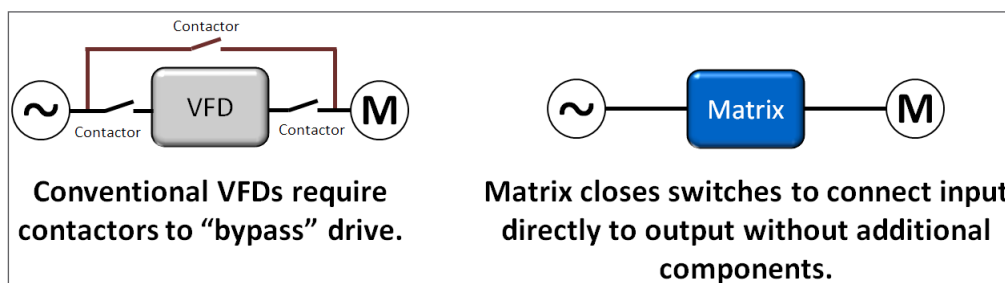 Contactor
~
VFD
M
Contactor
Contactor
Conventional VFDs require
contactors to “bypass” drive.
~
Matrix
M
Matrix closes switches to connect input
directly to output without additional
components.